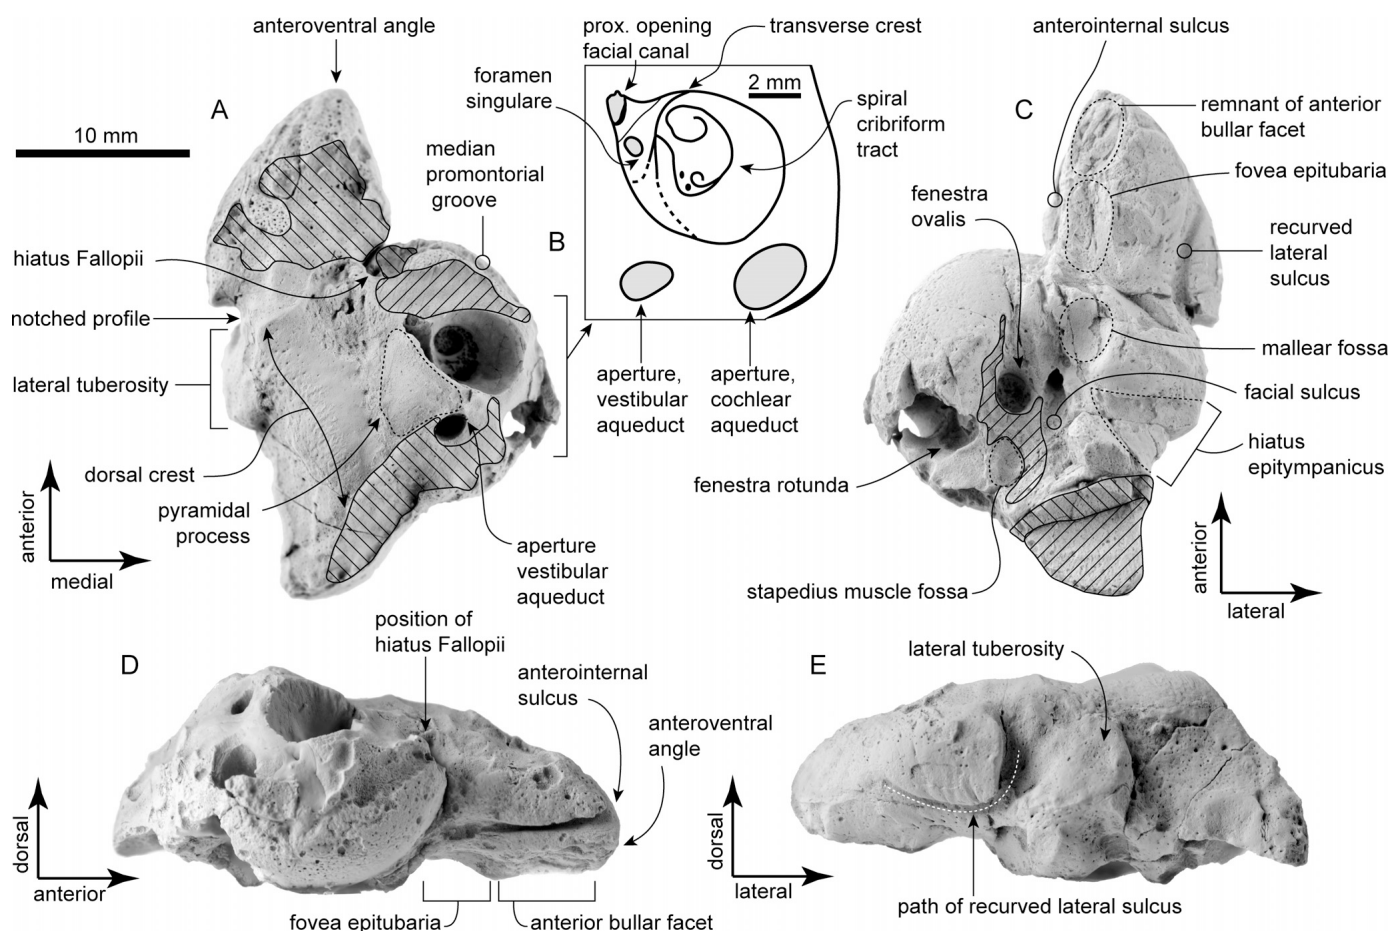 anteroventral angle
A
10 mm
hiatus Fallopii
notched profile
lateral tuberosity
dorsal crest
pyramidal
process
anterior
medial
median
promontorial
groove
aperture
vestibular
aqueduct
B
prox. opening
facial canal
transverse crest
foramen
singulare
2 mm
spiral
cribriform
tract
aperture,
vestibular
aqueduct
aperture,
cochlear
aqueduct
C
anterointernal sulcus
remnant of anterior
bullar facet
fovea epitubaria
fenestra
ovalis
recurved
lateral
sulcus
mallear fossa
facial sulcus
hiatus
epitympanicus
fenestra rotunda
stapedius muscle fossa
anterior
lateral
D
position of
hiatus Fallopii
anterointernal
sulcus
anteroventral
angle
dorsal
anterior
fovea epitubaria
anterior bullar facet
E
lateral tuberosity
dorsal
lateral
path of recurved lateral sulcus